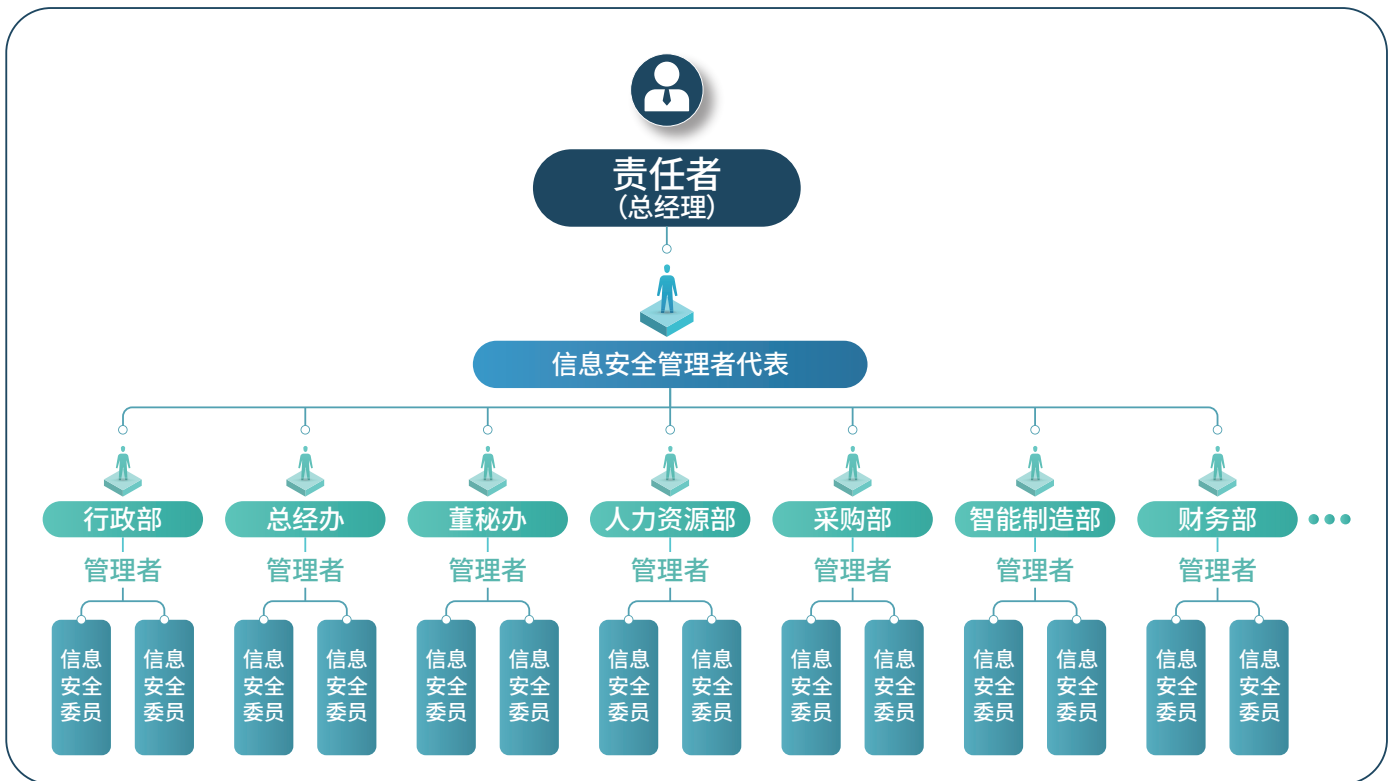 责任者
（总经理）
信息安全管理者代表
行政部
总经办
董秘办
人力资源部
采购部
智能制造部
财务部
管理者
管理者
管理者
管理者
管理者
管理者
管理者
信息
安全
委员
信息
安全
委员
信息
安全
委员
信息
安全
委员
信息
安全
委员
信息
安全
委员
信息
安全
委员
信息
安全
委员
信息
安全
委员
信息
安全
委员
信息
安全
委员
信息
安全
委员
信息
安全
委员
信息
安全
委员